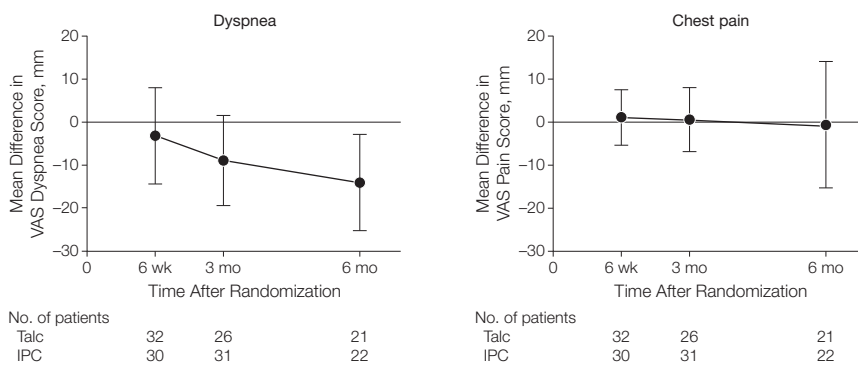 Dyspnea
20
10
0
–10
–20
–30
Mean Difference in
VAS Dyspnea Score, mm
0 6 wk 3 mo 6 mo
Time After Randomization
No. of patients
Talc 32 26 21
IPC 30 31 22
Chest pain
20
10
0
–10
–20
–30
Mean Difference in
VAS Pain Score, mm
0 6 wk 3 mo 6 mo
Time After Randomization
No. of patients
Talc 32 26 21
IPC 30 31 22